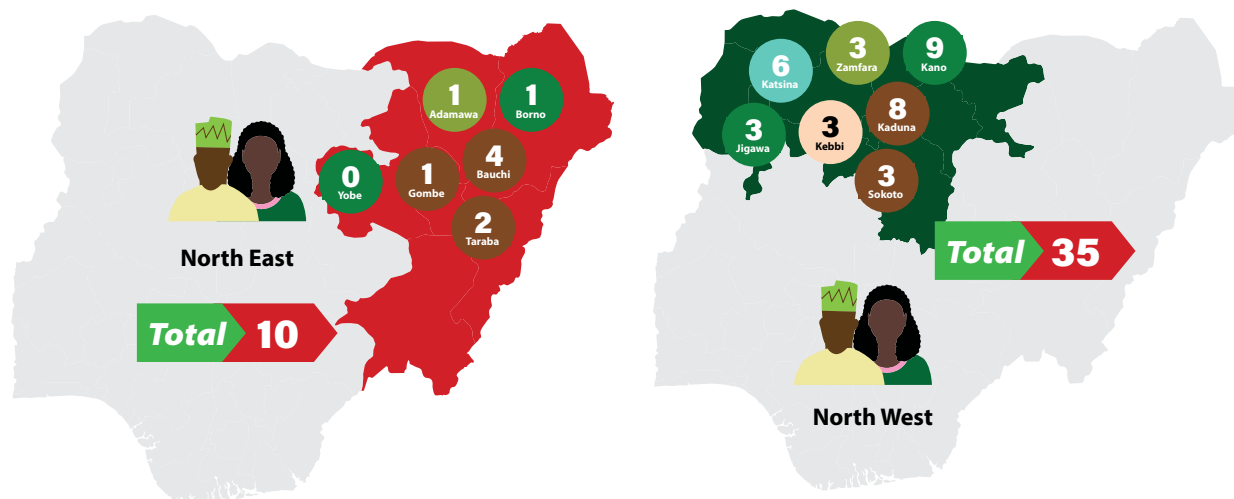 1
Adamawa
1
Borno
0
Yobe
1
Gombe
4
Bauchi
2
Taraba
North East
Total 10
6
Katsina
3
Zamfara
9
Kano
3
Jigawa
3
Kebbi
8
Kaduna
3
Sokoto
Total 35
North West